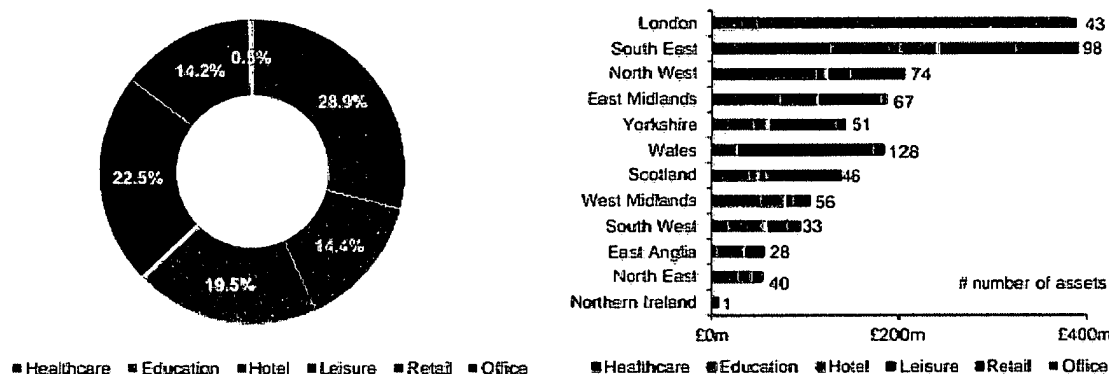 0.5%
14.2%
28.9%
22.5%
14.4%
19.5%
Healthcare Education Hotel Leisure Retail Office
London 43
South East 98
North West 74
East Midlands 67
Yorkshire 51
Wales 128
Scotland 46
West Midlands 56
South West 33
East Anglia 28
North East 40
# number of assets
Northern Ireland 1
£0m £200m £400m
Healthcare Education Hotel Leisure Retail Office